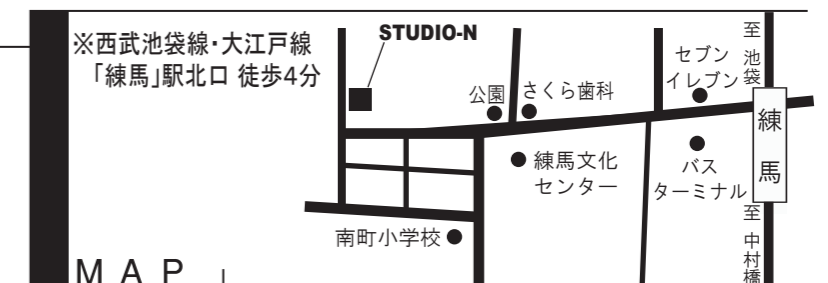 ※西武池袋線・大江戸線
「練馬」駅北口 徒歩4分
STUDIO-N
公園
さくら歯科
セブン
イレブン
至 池袋
練馬
練馬文化
センター
バス
ターミナル
至 中村橋
南町小学校
MAP